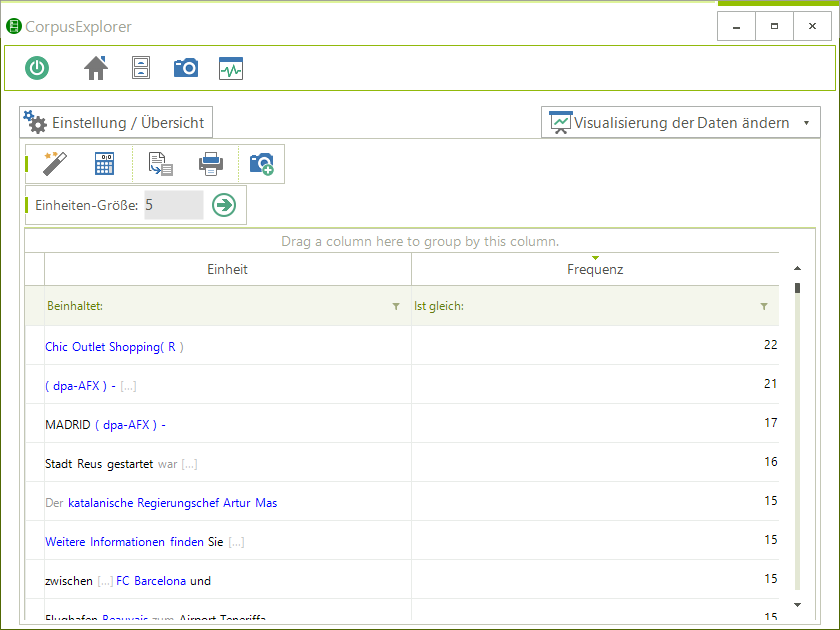 CorpusExplorer
Einstellung / Übersicht
Visualisierung der Daten ändern
Einheiten-Größe: 5
Drag a column here to group by this column.
Einheit Frequenz
Beinhaltet: Ist gleich:
Chic Outlet Shopping( R ) 22
( dpa-AFX ) - [...] 21
MADRID ( dpa-AFX ) - 17
Stadt Reus gestartet war [...] 16
Der katalanische Regierungschef Artur Mas 15
Weitere Informationen finden Sie [...] 15
zwischen [...] FC Barcelona und 15
Flughafen Beauvais zum Airport Teneriffa 15